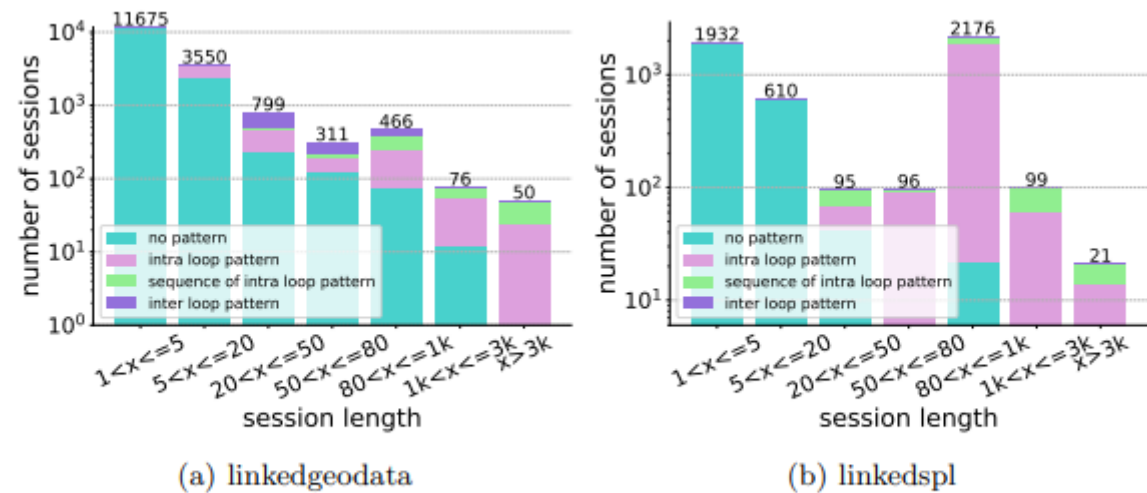 11675
3550
799
311
466
76
50
10⁴
10³
10²
10¹
10⁰
number of sessions
no pattern
intra loop pattern
sequence of intra loop pattern
inter loop pattern
1<x<=5
5<x<=20
20<x<=50
50<x<=80
80<x<=1k
1k<x<=3k
x>3k
session length
(a) linkedgeodata
1932
610
95
96
2176
99
21
10³
10²
10¹
number of sessions
no pattern
intra loop pattern
sequence of intra loop pattern
inter loop pattern
1<x<=5
5<x<=20
20<x<=50
50<x<=80
80<x<=1k
1k<x<=3k
x>3k
session length
(b) linkedspl